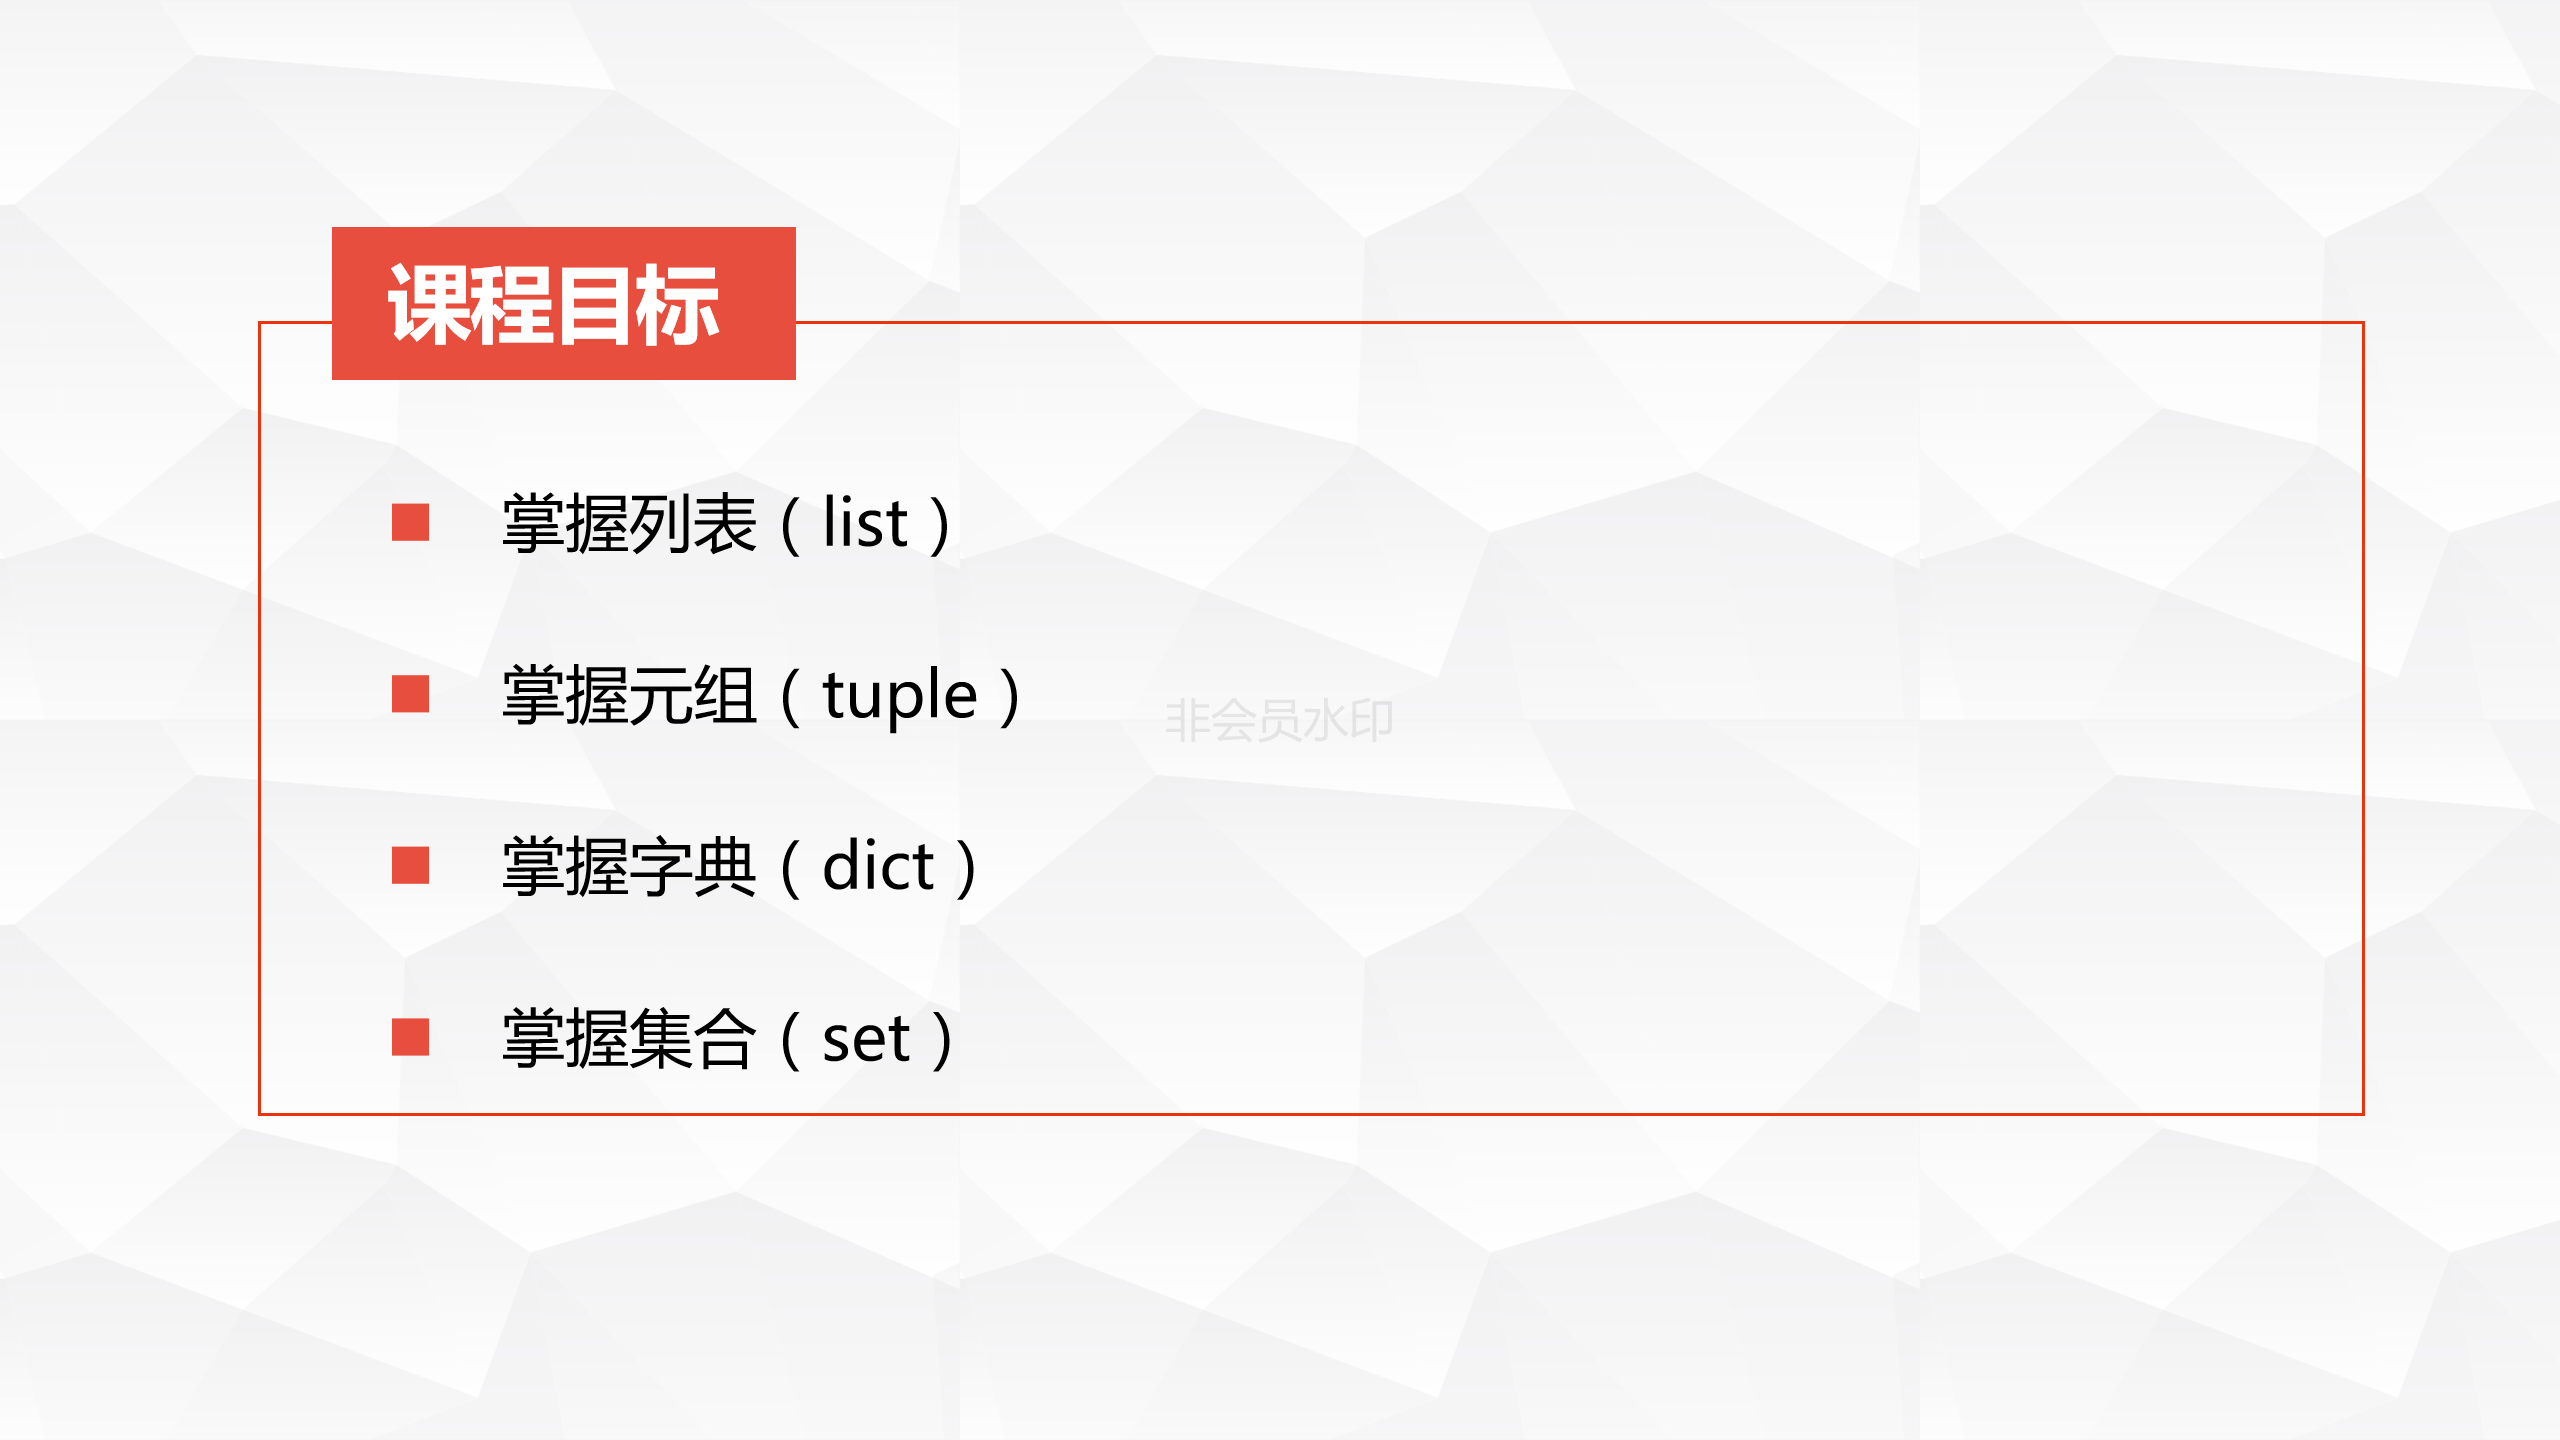 课程目标
掌握列表（list）
掌握元组（tuple）
非会员水印
掌握字典（dict）
掌握集合（set）